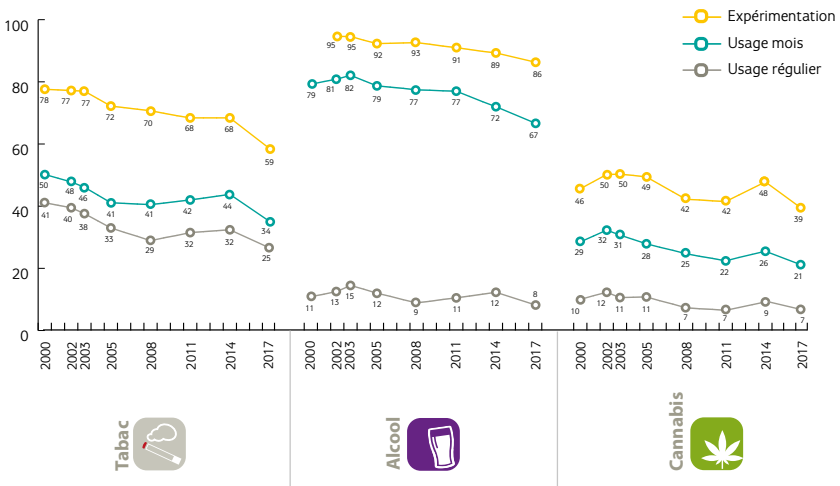 Expérimentation
Usage mois
Usage régulier
100
80
60
40
20
0
78 77 77 72 70 68 68 59
50 48 46 41 41 42 44 34
41 40 38 33 29 32 32 25
95 95 92 93 91 89 86
79 81 82 79 77 77 72 67
11 13 15 12 9 11 12 8
46 50 50 49 42 42 48 39
29 32 31 28 25 22 26 21
10 12 11 11 7 7 9 7
2000 2002 2003 2005 2008 2011 2014 2017
2000 2002 2003 2005 2008 2011 2014 2017
2000 2002 2003 2005 2008 2011 2014 2017
Tabac
Alcool
Cannabis